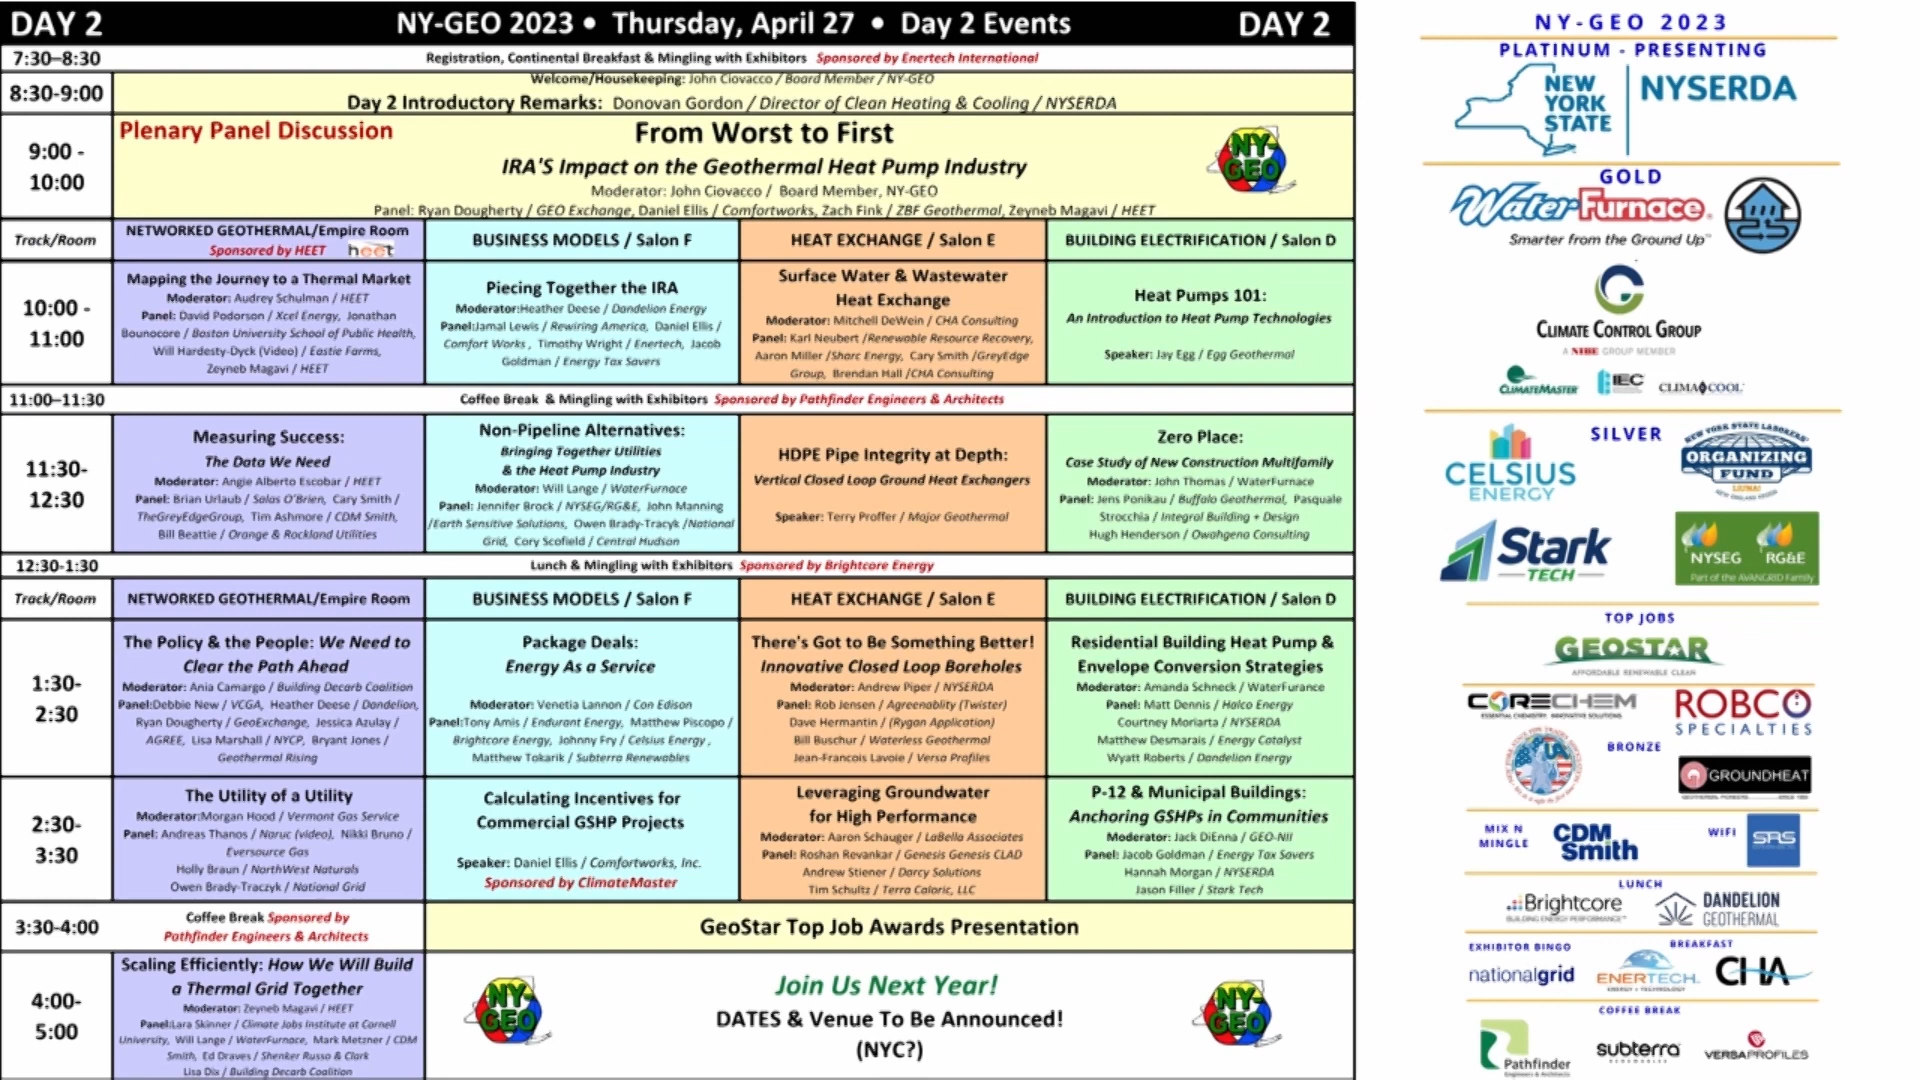 DAY 2
NY-GEO 2023 • Thursday, April 27 • Day 2 Events
DAY 2
7:30–8:30
Registration, Continental Breakfast & Mingling with Exhibitors Sponsored by Enertech International
8:30-9:00
Welcome/Housekeeping: John Ciovacco / Board Member / NY-GEO
Day 2 Introductory Remarks: Donovan Gordon / Director of Clean Heating & Cooling / NYSERDA
9:00 -
10:00
Plenary Panel Discussion
From Worst to First
IRA'S Impact on the Geothermal Heat Pump Industry
Moderator: John Ciovacco / Board Member, NY-GEO
Panel: Ryan Dougherty / GEO Exchange, Daniel Ellis / Comfortworks, Zach Fink / ZBF Geothermal, Zeyneb Magavi / HEET
NY-
GEO
Track/Room
NETWORKED GEOTHERMAL/Empire Room
Sponsored by HEET heet
BUSINESS MODELS / Salon F
HEAT EXCHANGE / Salon E
BUILDING ELECTRIFICATION / Salon D
10:00 -
11:00
Mapping the Journey to a Thermal Market
Moderator: Audrey Schulman / HEET
Panel: David Podorson / Xcel Energy, Jonathan
Bounocore / Boston University School of Public Health,
Will Hardesty-Dyck (Video) / Eastie Farms,
Zeyneb Magavi / HEET
Piecing Together the IRA
Moderator:Heather Deese / Dandelion Energy
Panel:Jamal Lewis / Rewiring America, Daniel Ellis /
Comfort Works , Timothy Wright / Enertech, Jacob
Goldman / Energy Tax Savers
Surface Water & Wastewater
Heat Exchange
Moderator: Mitchell DeWein / CHA Consulting
Panel: Karl Neubert /Renewable Resource Recovery,
Aaron Miller /Sharc Energy, Cary Smith /GreyEdge
Group, Brendan Hall /CHA Consulting
Heat Pumps 101:
An Introduction to Heat Pump Technologies
Speaker: Jay Egg / Egg Geothermal
11:00–11:30
Coffee Break & Mingling with Exhibitors Sponsored by Pathfinder Engineers & Architects
11:30-
12:30
Measuring Success:
The Data We Need
Moderator: Angie Alberto Escobar / HEET
Panel: Brian Urlaub / Salas O'Brien, Cary Smith /
TheGreyEdgeGroup, Tim Ashmore / CDM Smith,
Bill Beattie / Orange & Rockland Utilities
Non-Pipeline Alternatives:
Bringing Together Utilities
& the Heat Pump Industry
Moderator: Will Lange / WaterFurnace
Panel: Jennifer Brock / NYSEG/RG&E, John Manning
/Earth Sensitive Solutions, Owen Brady-Tracyk /National
Grid, Cory Scofield / Central Hudson
HDPE Pipe Integrity at Depth:
Vertical Closed Loop Ground Heat Exchangers
Speaker: Terry Proffer / Major Geothermal
Zero Place:
Case Study of New Construction Multifamily
Moderator: John Thomas / WaterFurnace
Panel: Jens Ponikau / Buffalo Geothermal, Pasquale
Strocchia / Integral Building + Design
Hugh Henderson / Owahgena Consulting
12:30-1:30
Lunch & Mingling with Exhibitors Sponsored by Brightcore Energy
Track/Room
NETWORKED GEOTHERMAL/Empire Room
BUSINESS MODELS / Salon F
HEAT EXCHANGE / Salon E
BUILDING ELECTRIFICATION / Salon D
1:30-
2:30
The Policy & the People: We Need to
Clear the Path Ahead
Moderator: Ania Camargo / Building Decarb Coalition
Panel:Debbie New / VCGA, Heather Deese / Dandelion,
Ryan Dougherty / GeoExchange, Jessica Azulay /
AGREE, Lisa Marshall / NYCP, Bryant Jones /
Geothermal Rising
Package Deals:
Energy As a Service
Moderator: Venetia Lannon / Con Edison
Panel:Tony Amis / Endurant Energy, Matthew Piscopo /
Brightcore Energy, Johnny Fry / Celsius Energy ,
Matthew Tokarik / Subterra Renewables
There's Got to Be Something Better!
Innovative Closed Loop Boreholes
Moderator: Andrew Piper / NYSERDA
Panel: Rob Jensen / Agreenablity (Twister)
Dave Hermantin / (Rygan Application)
Bill Buschur / Waterless Geothermal
Jean-Francois Lavoie / Versa Profiles
Residential Building Heat Pump &
Envelope Conversion Strategies
Moderator: Amanda Schneck / WaterFurance
Panel: Matt Dennis / Halco Energy
Courtney Moriarta / NYSERDA
Matthew Desmarais / Energy Catalyst
Wyatt Roberts / Dandelion Energy
2:30-
3:30
The Utility of a Utility
Moderator:Morgan Hood / Vermont Gas Service
Panel: Andreas Thanos / Naruc (video), Nikki Bruno /
Eversource Gas
Holly Braun / NorthWest Naturals
Owen Brady-Traczyk / National Grid
Calculating Incentives for
Commercial GSHP Projects
Speaker: Daniel Ellis / Comfortworks, Inc.
Sponsored by ClimateMaster
Leveraging Groundwater
for High Performance
Moderator: Aaron Schauger / LaBella Associates
Panel: Roshan Revankar / Genesis Genesis CLAD
Andrew Stiener / Darcy Solutions
Tim Schultz / Terra Caloric, LLC
P-12 & Municipal Buildings:
Anchoring GSHPs in Communities
Moderator: Jack DiEnna / GEO-NII
Panel: Jacob Goldman / Energy Tax Savers
Hannah Morgan / NYSERDA
Jason Filler / Stark Tech
3:30-4:00
Coffee Break Sponsored by
Pathfinder Engineers & Architects
GeoStar Top Job Awards Presentation
4:00-
5:00
Scaling Efficiently: How We Will Build
a Thermal Grid Together
Moderator: Zeyneb Magavi / HEET
Panel:Lara Skinner / Climate Jobs Institute at Cornell
University, Will Lange / WaterFurnace, Mark Metzner / CDM
Smith, Ed Draves / Shenker Russo & Clark
Lisa Dix / Building Decarb Coalition
NY-
GEO
Join Us Next Year!
DATES & Venue To Be Announced!
(NYC?)
NY-
GEO
NY-GEO 2023
PLATINUM - PRESENTING
NEW
YORK
STATE
NYSERDA
GOLD
WaterFurnace
Smarter from the Ground Up™
CLIMATE CONTROL GROUP
A NIBE GROUP MEMBER
CLIMATEMASTER
IEC
CLIMACOOL
SILVER
CELSIUS
ENERGY
NEW YORK STATE LABORERS'
ORGANIZING
FUND
LIUNA!
Stark
TECH
NYSEG
RG&E
Part of the AVANGRID Family
TOP JOBS
GEOSTAR
AFFORDABLE RENEWABLE CLEAN
CORECHEM
ESSENTIAL CHEMISTRY. INNOVATIVE SOLUTIONS.
ROBCO
SPECIALTIES
BRONZE
GROUNDHEAT
MIX N
MINGLE
CDM
Smith
WIFI
SRS
LUNCH
Brightcore
BUILDING ENERGY PERFORMANCE™
DANDELION
GEOTHERMAL
EXHIBITOR BINGO
nationalgrid
BREAKFAST
ENERTECH
ENERGY + TECHNOLOGY
CHA
COFFEE BREAK
Pathfinder
Engineers & Architects
subterra
RENEWABLES
VERSAPROFILES